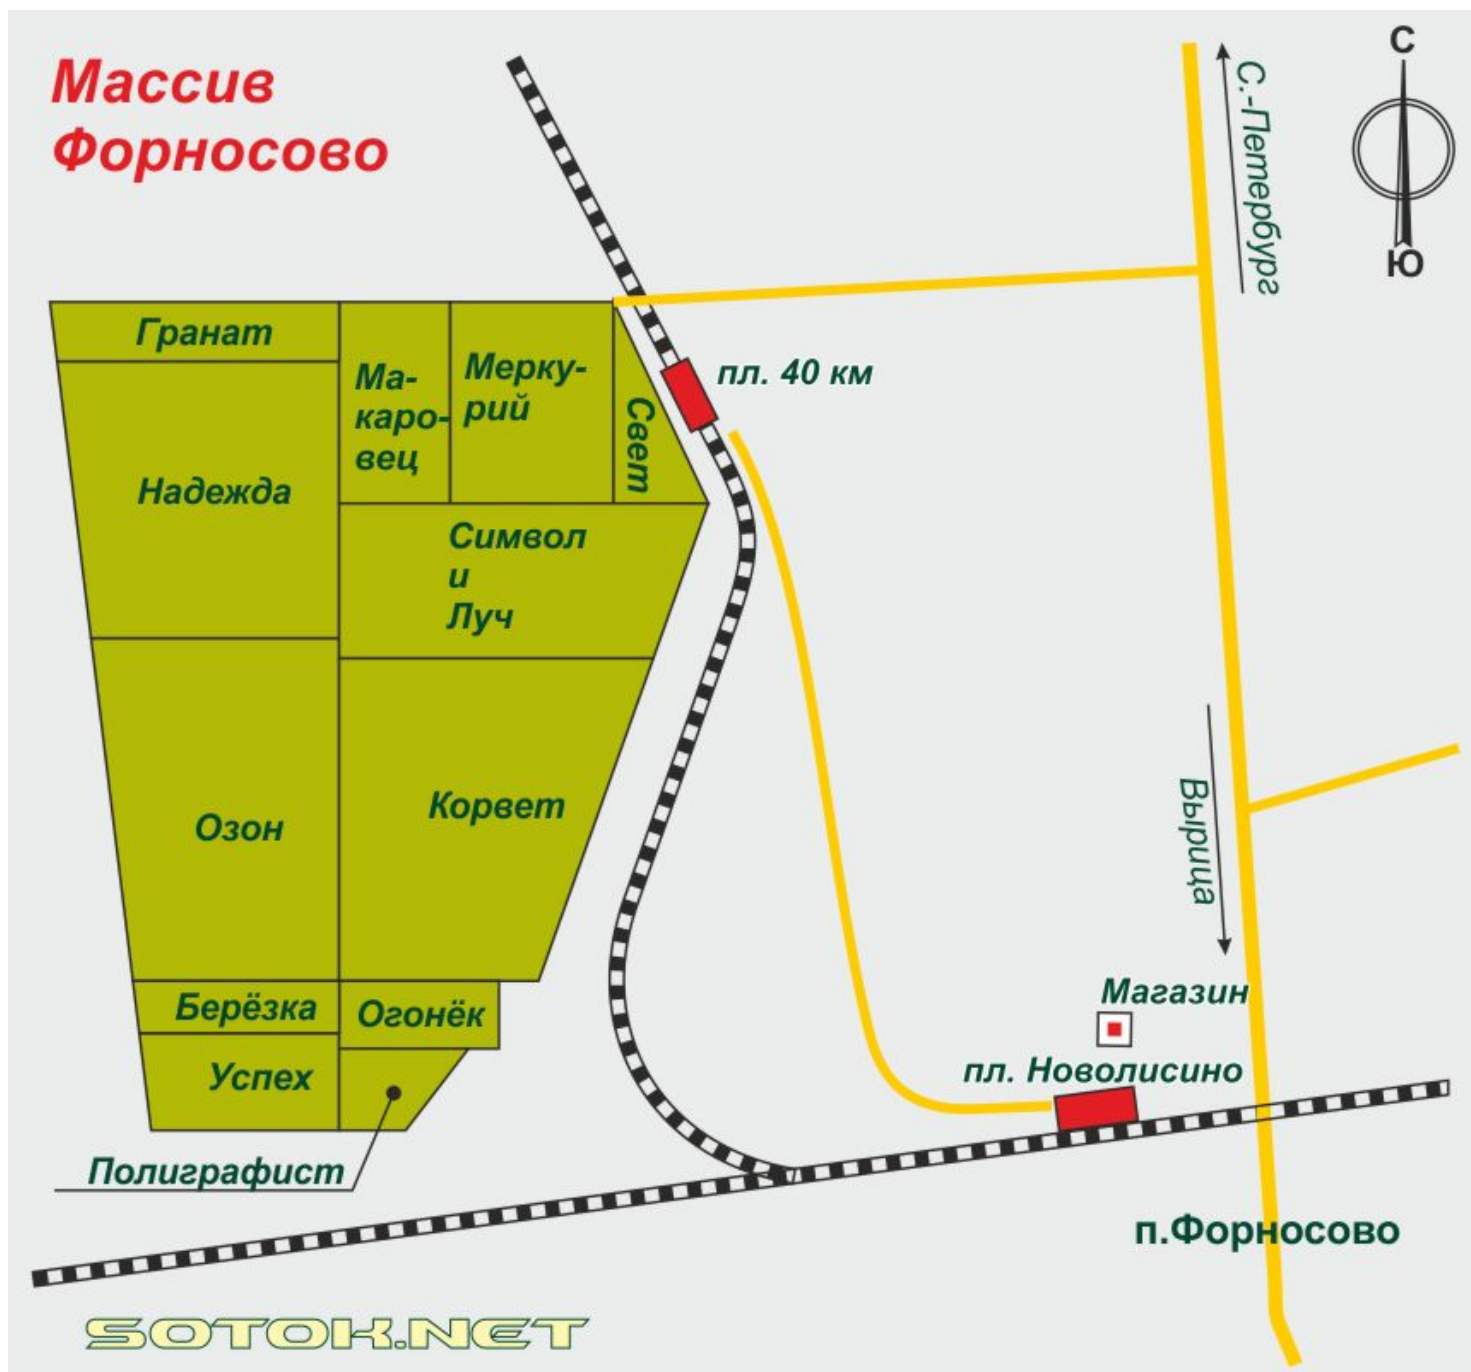 Массив
Форносово
С
С.-Петербург
Ю
Гранат
Ма-
каро-
вец
Мерку-
рий
Свет
пл. 40 км
Надежда
Символ
и
Луч
Озон
Корвет
Вырица
Берёзка
Огонёк
Магазин
Успех
пл. Новолисино
Полиграфист
п.Форносово
SOTOK.NET